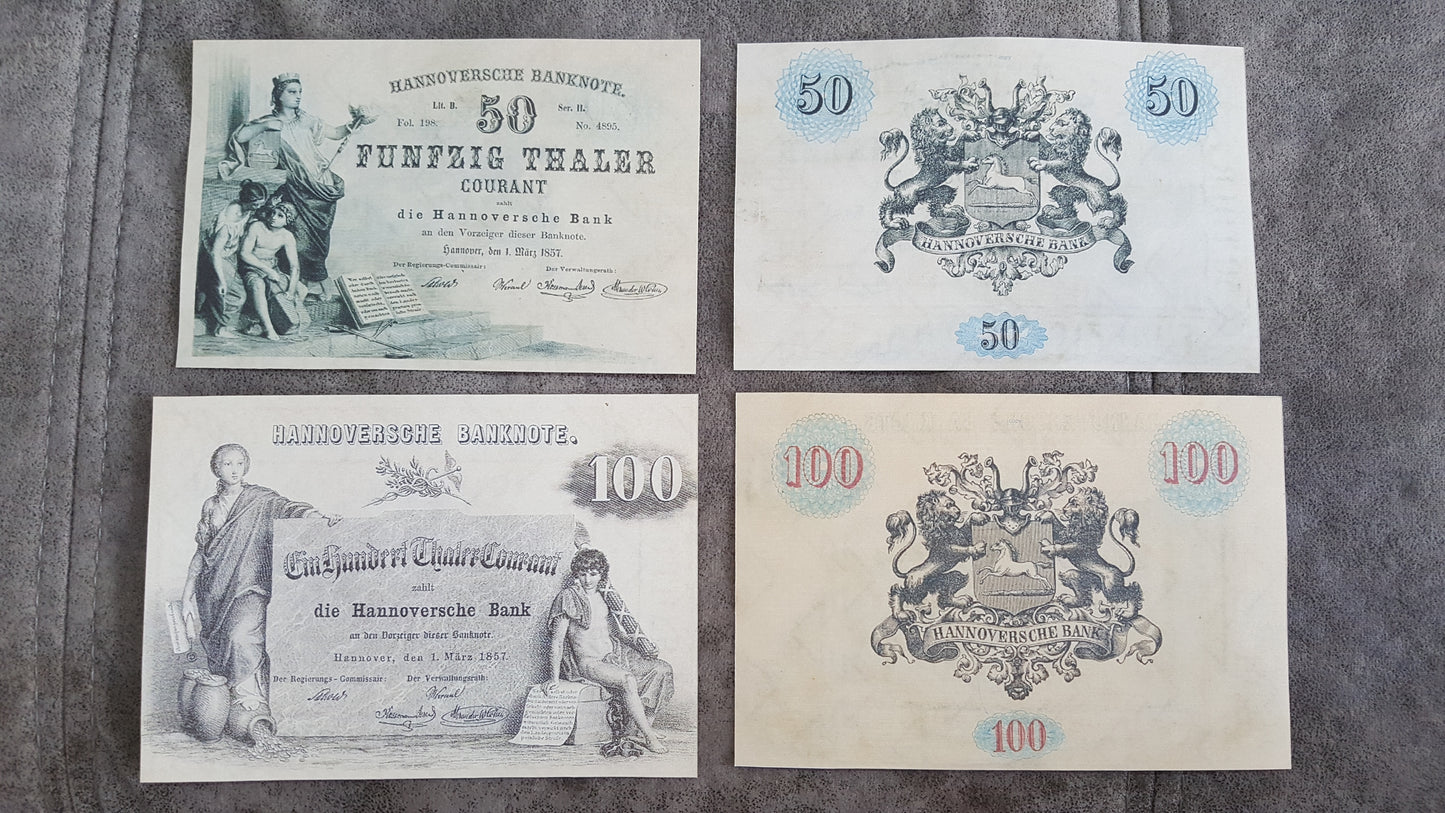 HANNOVERSCHE BANKNOTE.
Lit. B. 50 Ser. II.
Fol. 198. No. 4895.
FUNFZIG THALER
COURANT
zahlt
die Hannoversche Bank
an den Vorzeiger dieser Banknote.
Hannover, den 1. März 1857.
Der Regierungs-Commissair: Der Verwaltungsrath:
50 50
HANNOVERSCHE BANK
50
HANNOVERSCHE BANKNOTE.
100
Ein Hundert Thaler Courant
zahlt
die Hannoversche Bank
an den Vorzeiger dieser Banknote.
Hannover, den 1. März 1857.
Der Regierungs-Commissair: Der Verwaltungsrath:
100 100
HANNOVERSCHE BANK
100